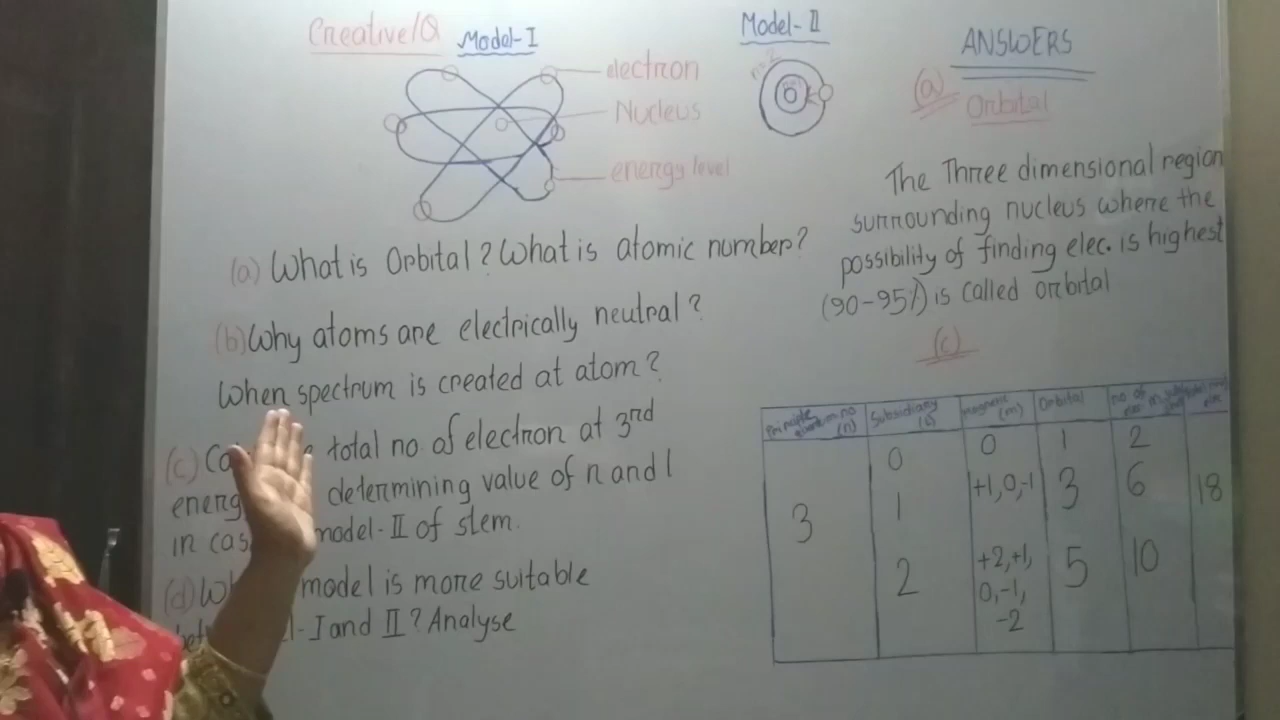 Creative/Q
Model-I
electron
Nucleus
energy level
Model-II
n=2
(a) What is Orbital? What is atomic number?
(b) Why atoms are electrically neutral?
When spectrum is created at atom?
(c) total no of electron at 3rd
energ determining value of n and l
in cas model-II of stem.
(d) W model is more suitable
-I and II? Analyse
ANSWERS
(a)
Orbital
The Three dimensional region
surrounding nucleus where the
possibility of finding elec. is highest
(90-95%) is called orbital
(c)
Principle quantum no (n) Subsidiary (l) magnetic (m) Orbital no of elec
3
0 0 1 2
1 +1,0,-1 3 6 18
2 +2,+1, 5 10
0,-1,
-2